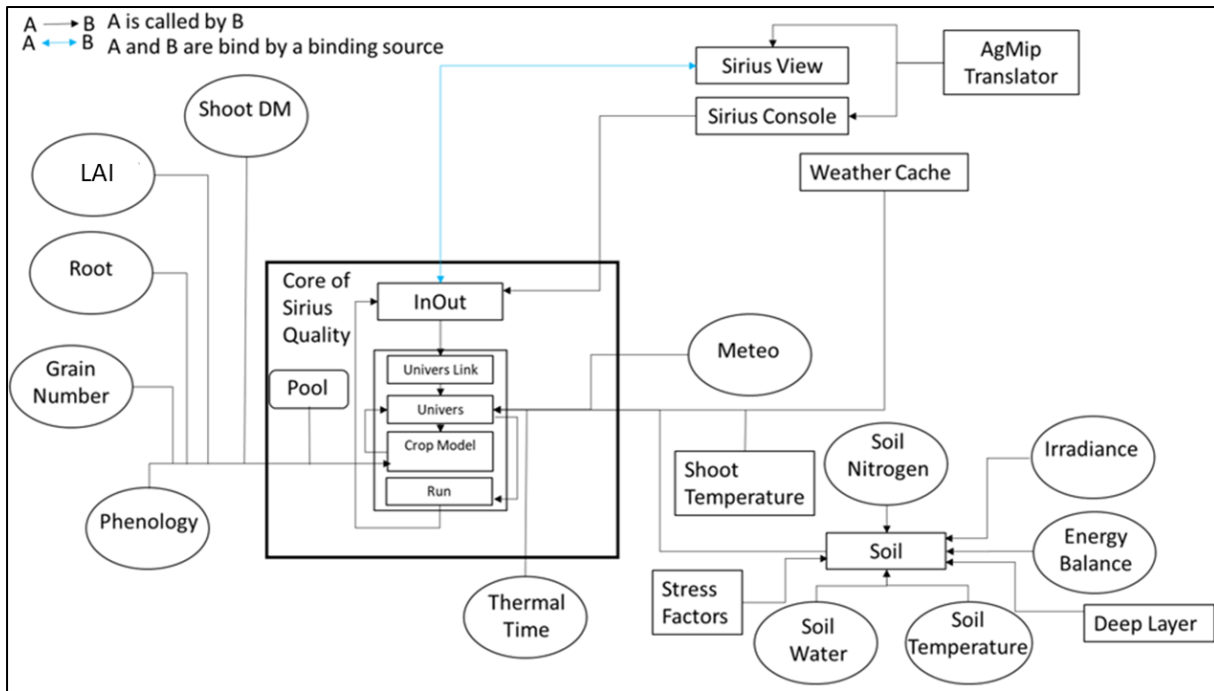 A B A is called by B
A B A and B are bind by a binding source
Sirius View
AgMip
Translator
Shoot DM
Sirius Console
LAI
Weather Cache
Root
Core of
Sirius
Quality
InOut
Meteo
Grain
Number
Univers Link
Pool
Univers
Crop Model
Soil
Nitrogen
Irradiance
Shoot
Temperature
Run
Phenology
Energy
Balance
Soil
Stress
Factors
Thermal
Time
Soil
Water
Soil
Temperature
Deep Layer